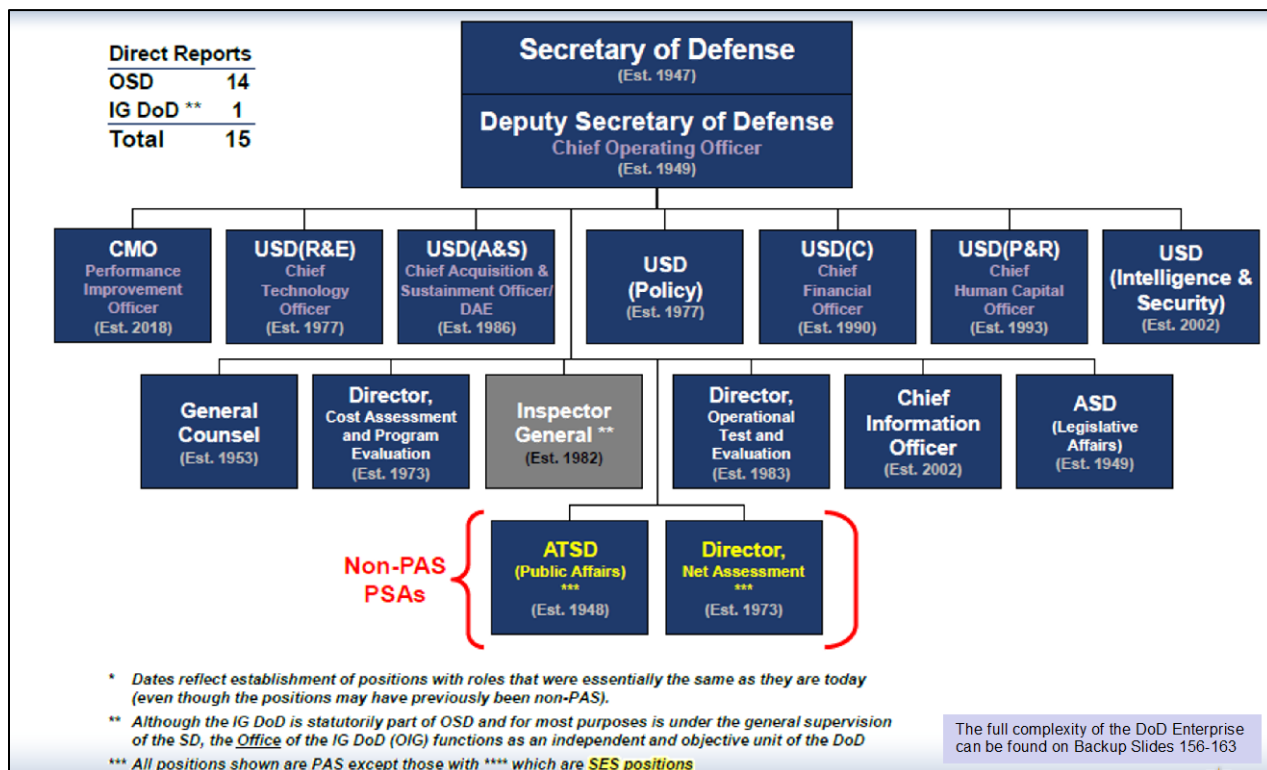 Direct Reports
OSD 14
IG DoD ** 1
Total 15
Secretary of Defense
(Est. 1947)
Deputy Secretary of Defense
Chief Operating Officer
(Est. 1949)
CMO
Performance
Improvement
Officer
(Est. 2018)
USD(R&E)
Chief
Technology
Officer
(Est. 1977)
USD(A&S)
Chief Acquisition &
Sustainment Officer/
DAE
(Est. 1986)
USD
(Policy)
(Est. 1977)
USD(C)
Chief
Financial
Officer
(Est. 1990)
USD(P&R)
Chief
Human Capital
Officer
(Est. 1993)
USD
(Intelligence &
Security)
(Est. 2002)
General
Counsel
(Est. 1953)
Director,
Cost Assessment
and Program
Evaluation
(Est. 1973)
Inspector
General **
(Est. 1982)
Director,
Operational
Test and
Evaluation
(Est. 1983)
Chief
Information
Officer
(Est. 2002)
ASD
(Legislative
Affairs)
(Est. 1949)
Non-PAS
PSAs
ATSD
(Public Affairs)
***
(Est. 1948)
Director,
Net Assessment
***
(Est. 1973)
* Dates reflect establishment of positions with roles that were essentially the same as they are today
(even though the positions may have previously been non-PAS).
** Although the IG DoD is statutorily part of OSD and for most purposes is under the general supervision
of the SD, the Office of the IG DoD (OIG) functions as an independent and objective unit of the DoD
*** All positions shown are PAS except those with **** which are SES positions
The full complexity of the DoD Enterprise
can be found on Backup Slides 156-163